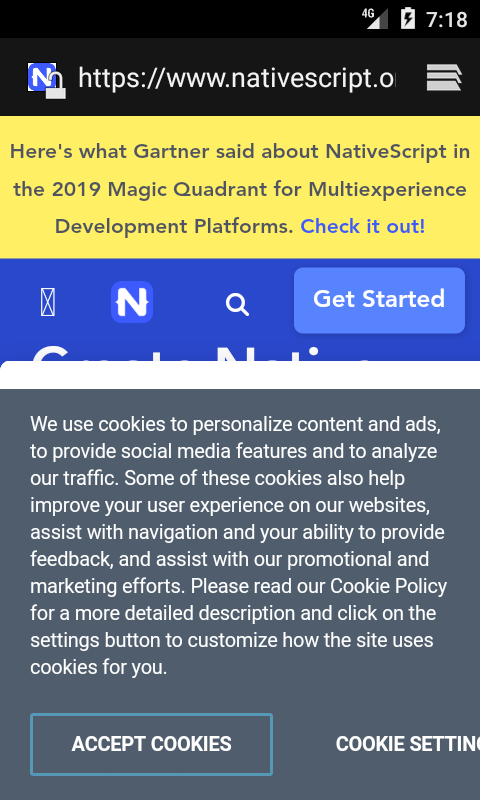 4G 7:18
https://www.nativescript.o
Here's what Gartner said about NativeScript in
the 2019 Magic Quadrant for Multiexperience
Development Platforms. Check it out!
N Get Started
Create Native
We use cookies to personalize content and ads,
to provide social media features and to analyze
our traffic. Some of these cookies also help
improve your user experience on our websites,
assist with navigation and your ability to provide
feedback, and assist with our promotional and
marketing efforts. Please read our Cookie Policy
for a more detailed description and click on the
settings button to customize how the site uses
cookies for you.
ACCEPT COOKIES COOKIE SETTIN